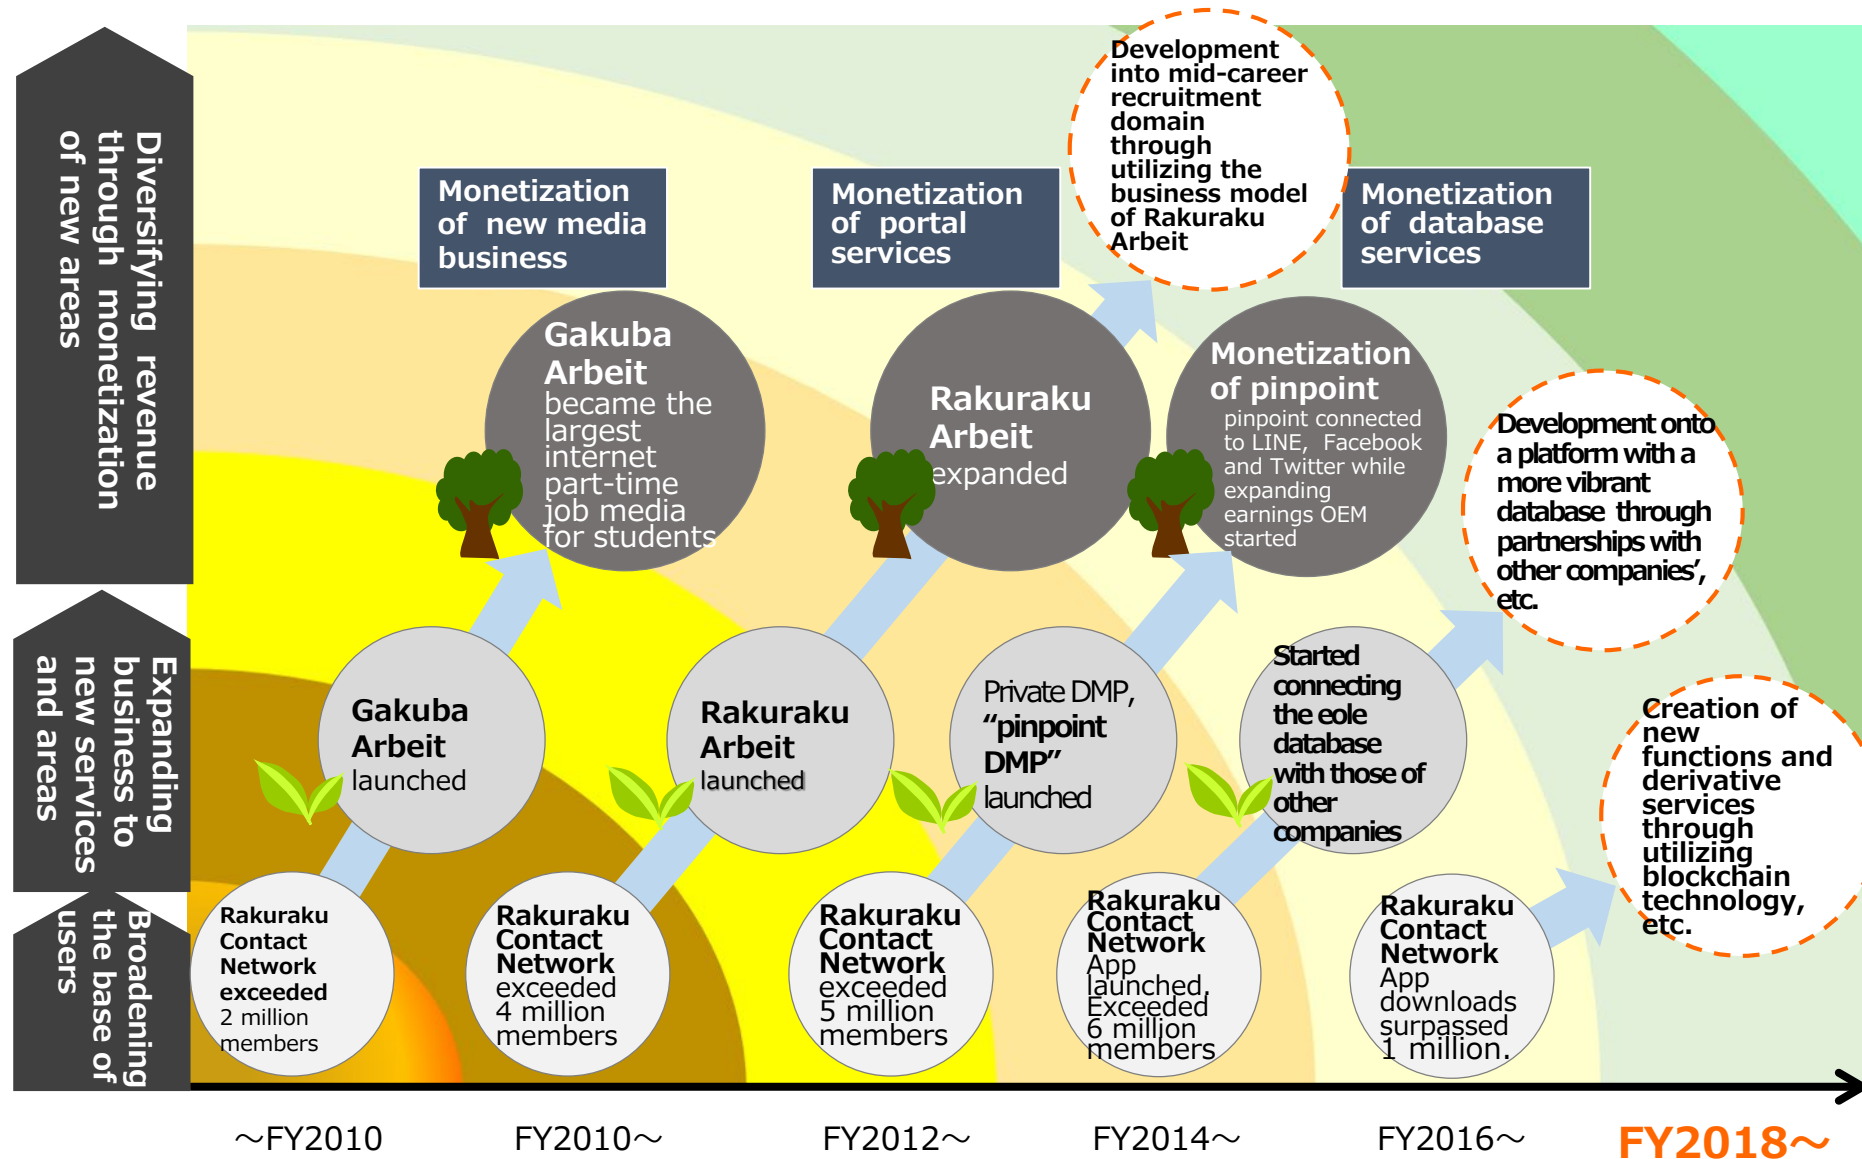 Diversifying revenue
through monetization
of new areas
Expanding
business to
new services
and areas
Broadening
the base of
users
Monetization
of new media
business
Monetization
of portal
services
Monetization
of database
services
Development
into mid-career
recruitment
domain
through
utilizing the
business model
of Rakuraku
Arbeit
Gakuba
Arbeit
became the
largest
internet
part-time
job media
for students
Rakuraku
Arbeit
expanded
Monetization
of pinpoint
pinpoint connected
to LINE, Facebook
and Twitter while
expanding
earnings OEM
started
Development onto
a platform with a
more vibrant
database through
partnerships with
other companies’,
etc.
Gakuba
Arbeit
launched
Rakuraku
Arbeit
launched
Private DMP,
“pinpoint
DMP”
launched
Started
connecting
the eole
database
with those of
other
companies
Creation of
new
functions and
derivative
services
through
utilizing
blockchain
technology,
etc.
Rakuraku
Contact
Network
exceeded
2 million
members
Rakuraku
Contact
Network
exceeded
4 million
members
Rakuraku
Contact
Network
exceeded
5 million
members
Rakuraku
Contact
Network
App
launched.
Exceeded
6 million
members
Rakuraku
Contact
Network
App
downloads
surpassed
1 million.
～FY2010
FY2010～
FY2012～
FY2014～
FY2016～
FY2018～